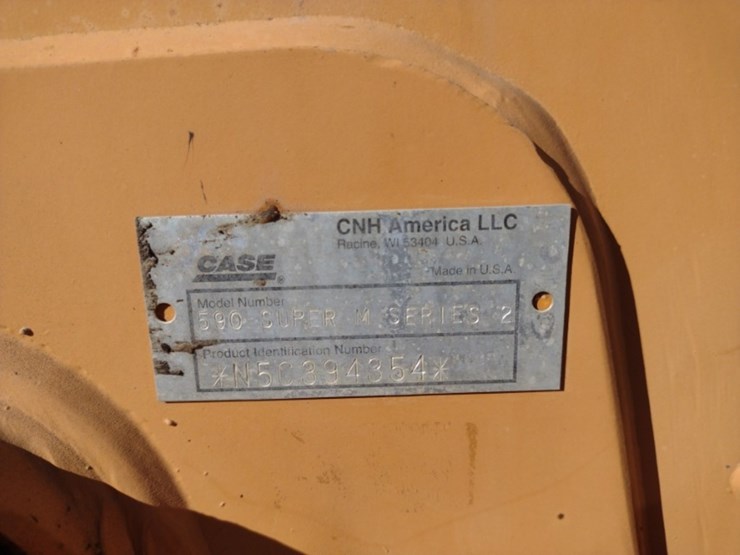 CNH America LLC
Racine, WI 53404 U.S.A.
CASE
Made in U.S.A
Model Number
590 SUPER M SERIES 2
Product Identification Number
*N5C394354*